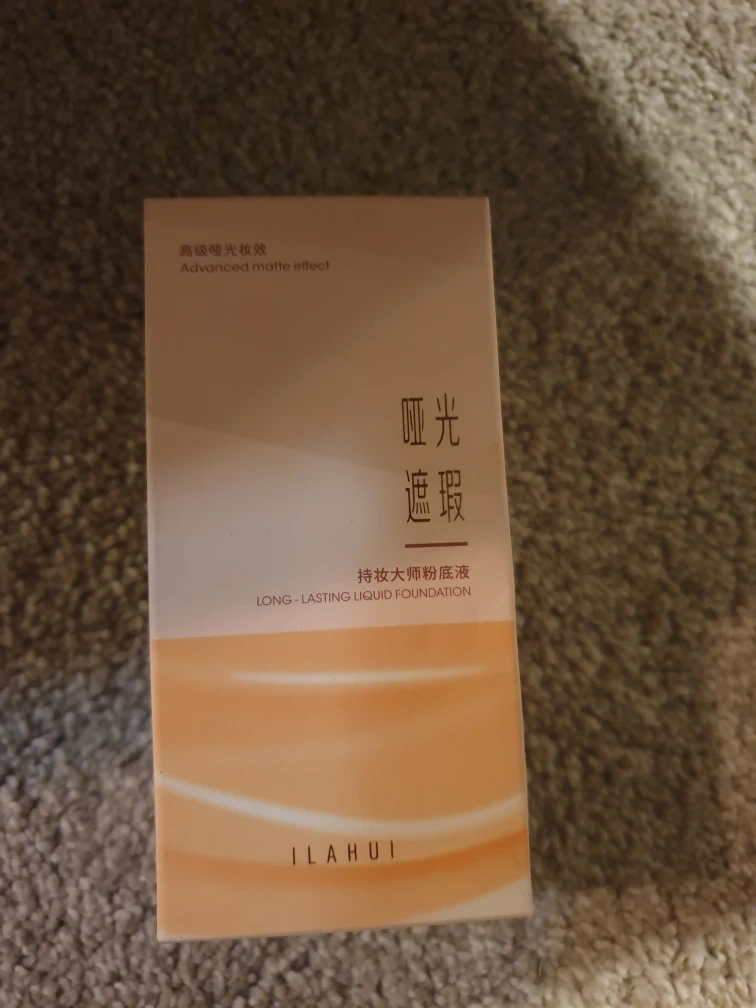 高级哑光妆效
Advanced matte effect
哑光
遮瑕
持妆大师粉底液
LONG-LASTING LIQUID FOUNDATION
ILAHUI